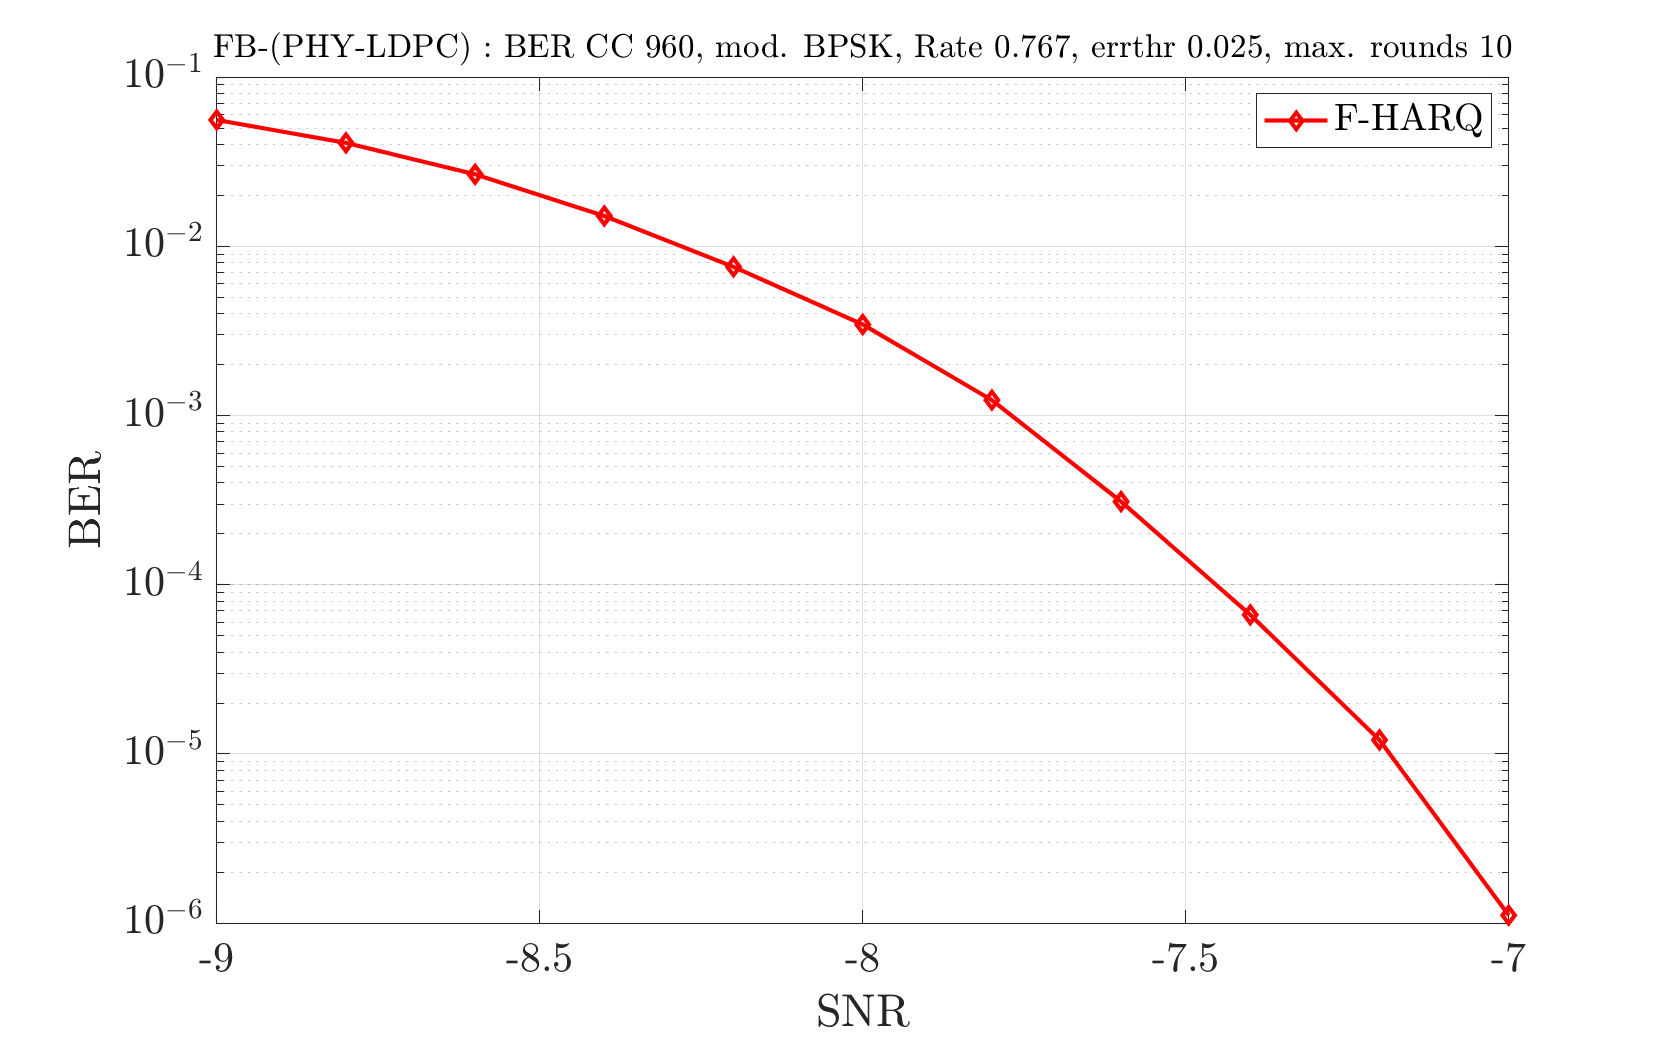 FB-(PHY-LDPC) : BER CC 960, mod. BPSK, Rate 0.767, errthr 0.025, max. rounds 10
F-HARQ
10^{-1}
10^{-2}
10^{-3}
10^{-4}
10^{-5}
10^{-6}
BER
-9 -8.5 -8 -7.5 -7
SNR